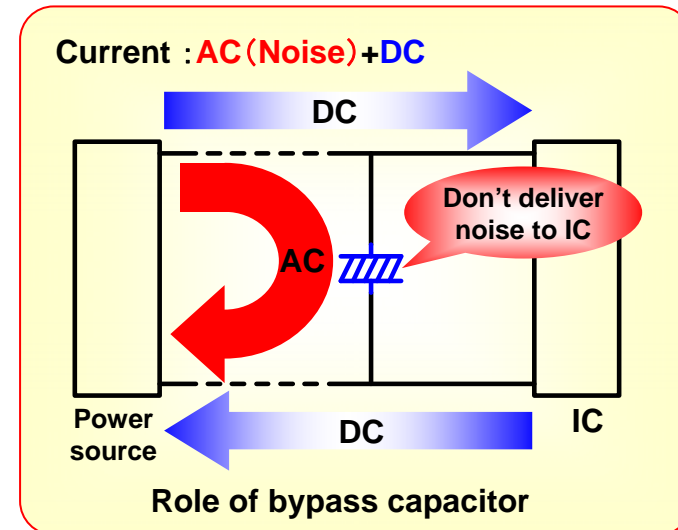 Current :AC(Noise)+DC
DC
Don’t deliver
noise to IC
AC
Power
source
DC
IC
Role of bypass capacitor